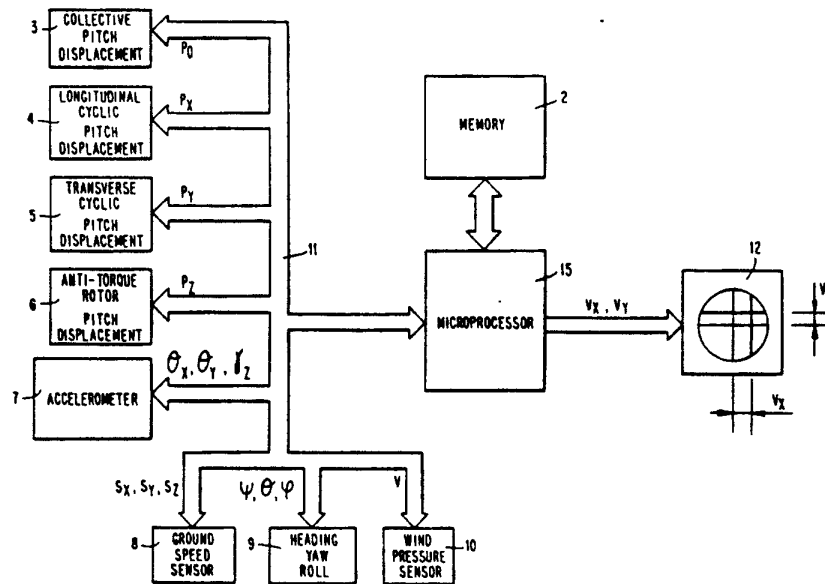 3
COLLECTIVE
PITCH
DISPLACEMENT
P0
4
LONGITUDINAL
CYCLIC
PITCH
DISPLACEMENT
PX
5
TRANSVERSE
CYCLIC
PITCH
DISPLACEMENT
PY
6
ANTI-TORQUE
ROTOR
PITCH
DISPLACEMENT
PZ
7
ACCELEROMETER
θX, θY, γZ
11
MEMORY
2
MICROPROCESSOR
15
VX, VY
12
V
VX
SX, SY, SZ
ψ, θ, φ
V
8
GROUND
SPEED
SENSOR
9
HEADING
YAW
ROLL
WIND
PRESSURE
SENSOR
10